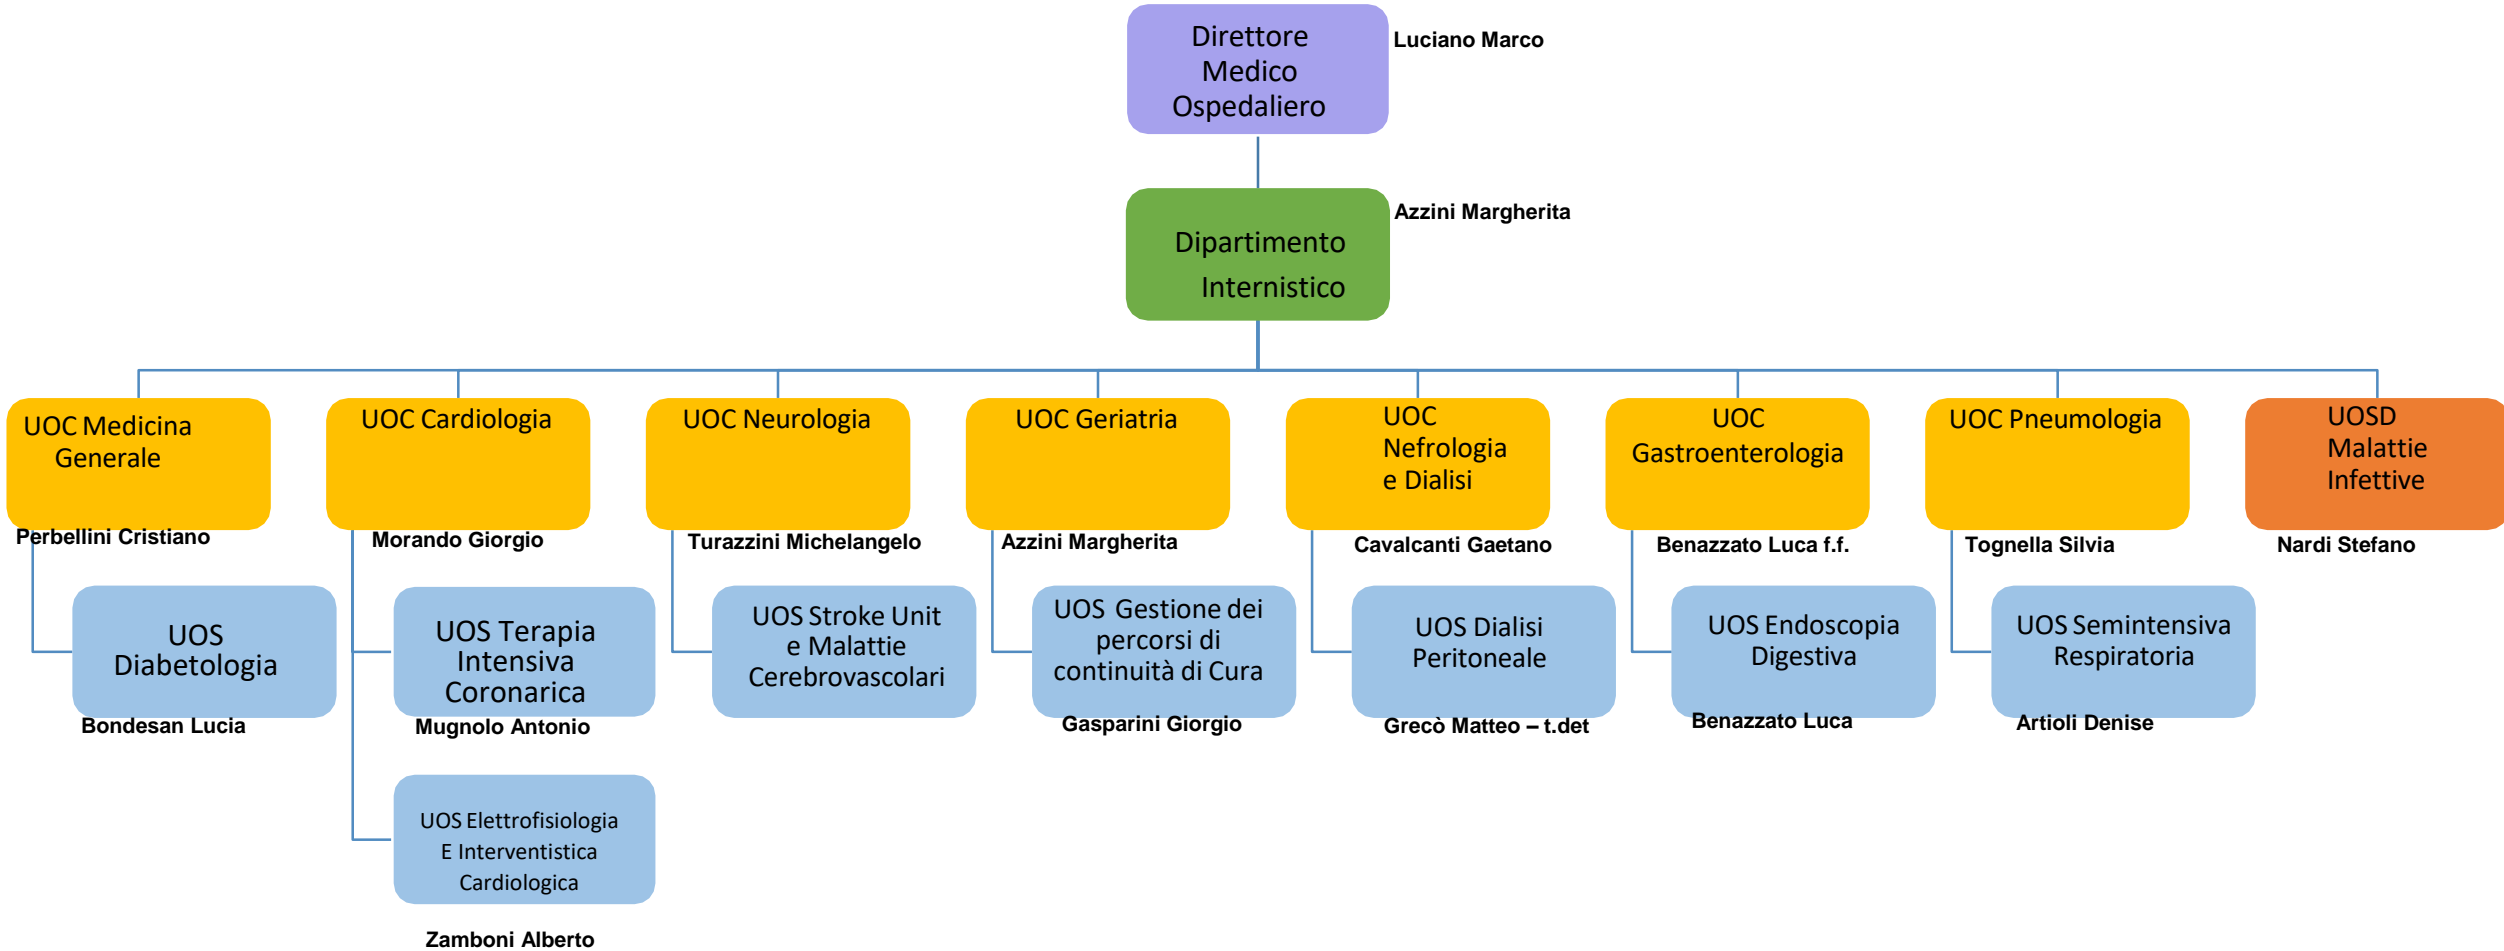 Direttore
Medico
Ospedaliero
Luciano Marco
Dipartimento
Internistico
Azzini Margherita
UOC Medicina
Generale
Perbellini Cristiano
UOC Cardiologia
Morando Giorgio
UOC Neurologia
Turazzini Michelangelo
UOC Geriatria
Azzini Margherita
UOC
Nefrologia
e Dialisi
Cavalcanti Gaetano
UOC
Gastroenterologia
Benazzato Luca f.f.
UOC Pneumologia
Tognella Silvia
UOSD
Malattie
Infettive
Nardi Stefano
UOS
Diabetologia
Bondesan Lucia
UOS Terapia
Intensiva
Coronarica
Mugnolo Antonio
UOS Stroke Unit
e Malattie
Cerebrovascolari
UOS Gestione dei
percorsi di
continuità di Cura
Gasparini Giorgio
UOS Dialisi
Peritoneale
Grecò Matteo – t.det
UOS Endoscopia
Digestiva
Benazzato Luca
UOS Semintensiva
Respiratoria
Artioli Denise
UOS Elettrofisiologia
E Interventistica
Cardiologica
Zamboni Alberto